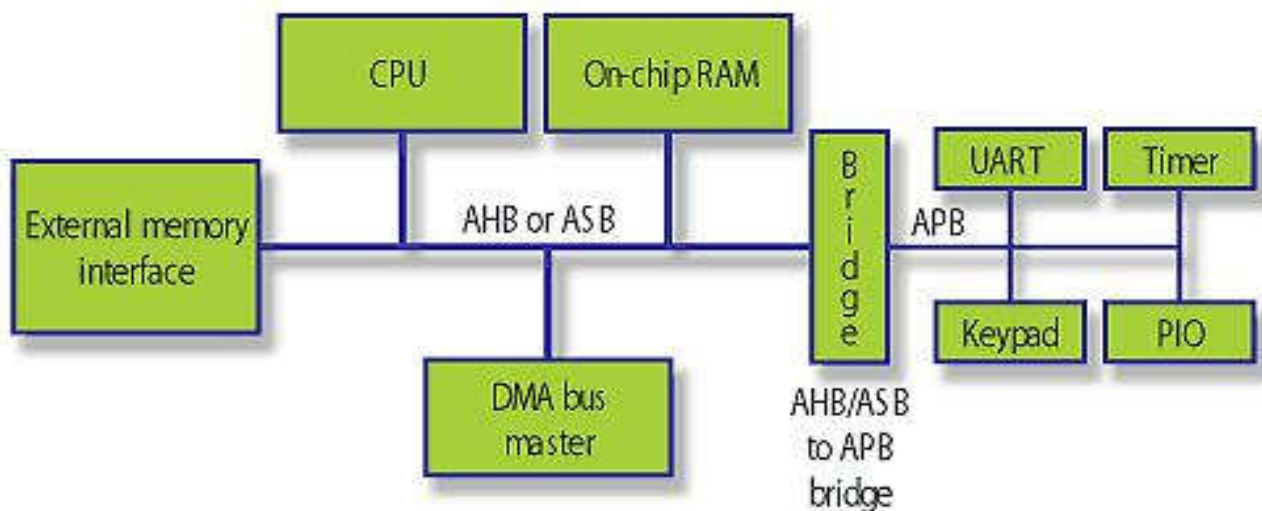 CPU
On-chip RAM
External memory
interface
AHB or ASB
DMA bus
master
Bridge
AHB/ASB
to APB
bridge
APB
UART
Timer
Keypad
PIO